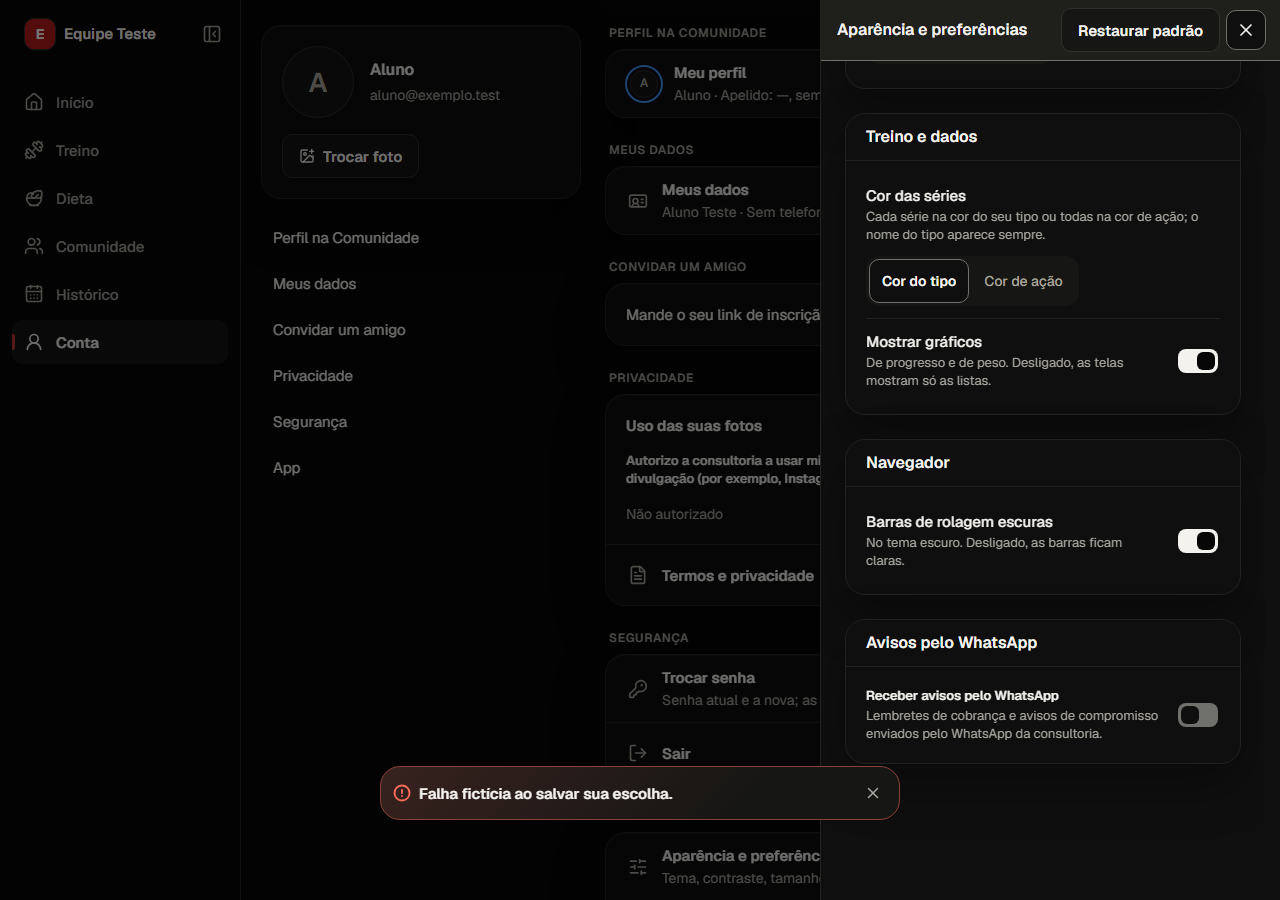 E Equipe Teste
Início
Treino
Dieta
Comunidade
Histórico
Conta
A
Aluno
aluno@exemplo.test
Trocar foto
Perfil na Comunidade
Meus dados
Convidar um amigo
Privacidade
Segurança
App
PERFIL NA COMUNIDADE
A
Meu perfil
Aluno · Apelido: —, sem
MEUS DADOS
Meus dados
Aluno Teste · Sem telefor
CONVIDAR UM AMIGO
Mande o seu link de inscriçã
PRIVACIDADE
Uso das suas fotos
Autorizo a consultoria a usar mi
divulgação (por exemplo, Instag
Não autorizado
Termos e privacidade
SEGURANÇA
Trocar senha
Senha atual e a nova; as
Sair
Aparência e preferênc
Tema, contraste, tamanh
Aparência e preferências
Restaurar padrão
Treino e dados
Cor das séries
Cada série na cor do seu tipo ou todas na cor de ação; o
nome do tipo aparece sempre.
Cor do tipo
Cor de ação
Mostrar gráficos
De progresso e de peso. Desligado, as telas
mostram só as listas.
Navegador
Barras de rolagem escuras
No tema escuro. Desligado, as barras ficam
claras.
Avisos pelo WhatsApp
Receber avisos pelo WhatsApp
Lembretes de cobrança e avisos de compromisso
enviados pelo WhatsApp da consultoria.
Falha fictícia ao salvar sua escolha.